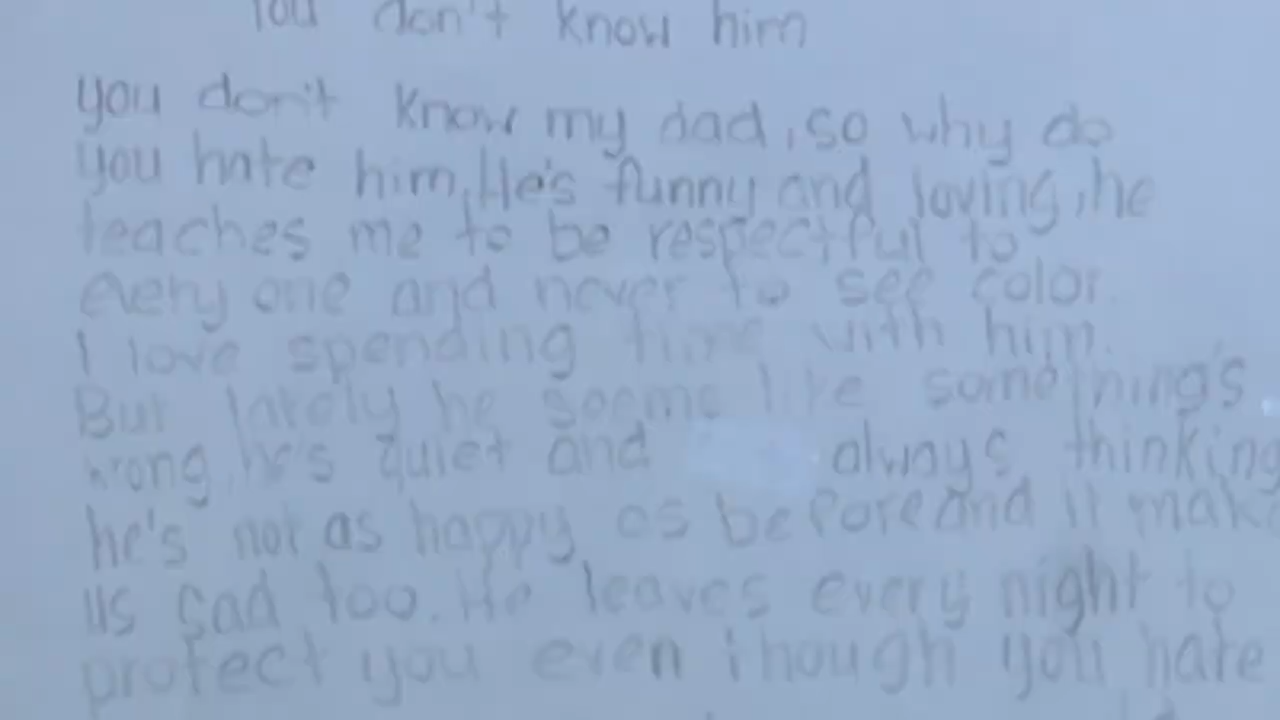 You don't know him
you don't know my dad, so why do
you hate him. He's funny and loving, he
teaches me to be respectful to
every one and never to see color.
I love spending time with him.
But lately he seems like something's
wrong, he's quiet and always thinking
he's not as happy as before and it make
us sad too. He leaves every night to
protect you even though you hate